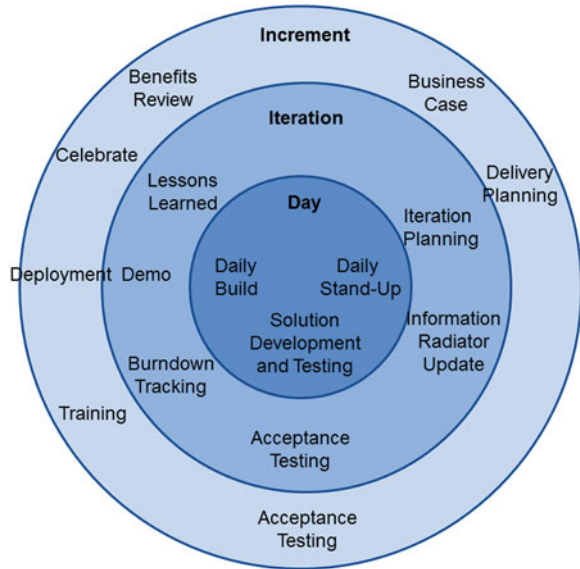 Increment
Benefits
Review
Business
Case
Iteration
Celebrate
Delivery
Planning
Lessons
Learned
Day
Iteration
Planning
Deployment
Demo
Daily
Build
Daily
Stand-Up
Solution
Development
and Testing
Information
Radiator
Update
Burndown
Tracking
Training
Acceptance
Testing
Acceptance
Testing